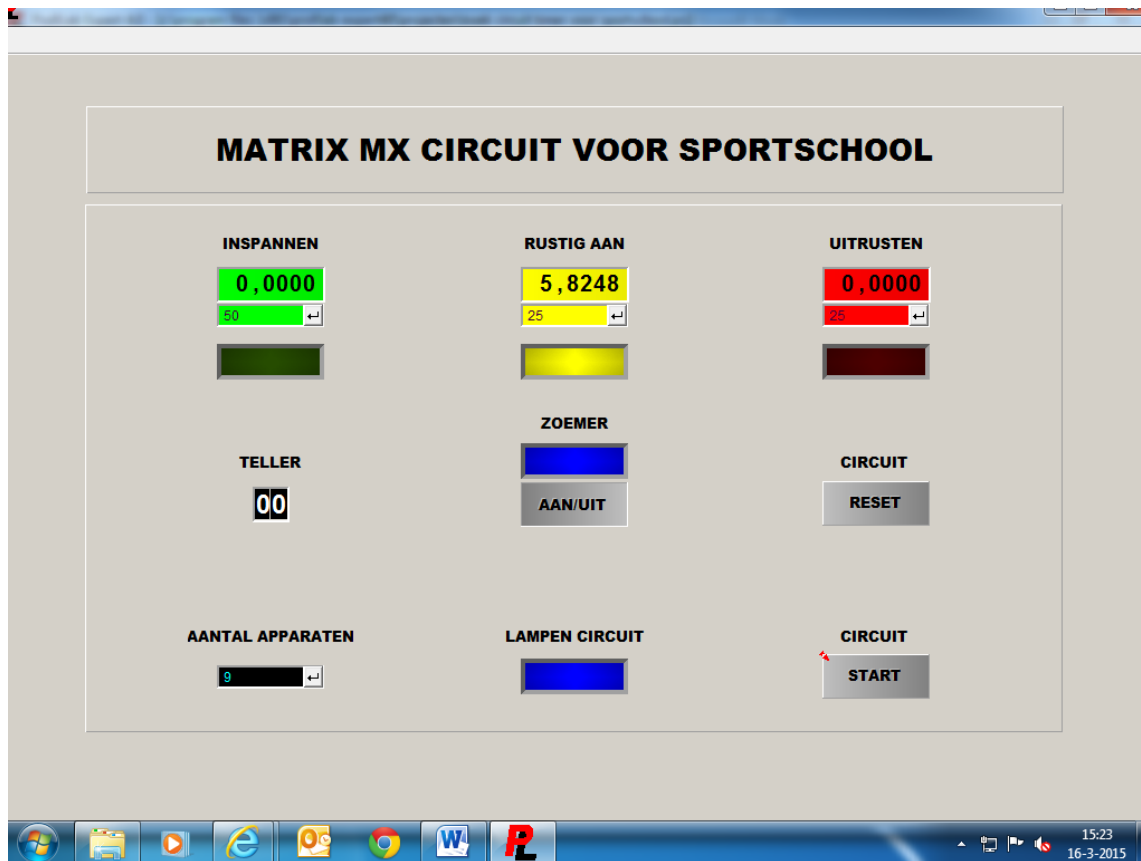 MATRIX MX CIRCUIT VOOR SPORTSCHOOL
INSPANNEN
0,0000
50
RUSTIG AAN
5,8248
25
UITRUSTEN
0,0000
25
ZOEMER
AAN/UIT
TELLER
00
CIRCUIT
RESET
AANTAL APPARATEN
9
LAMPEN CIRCUIT
CIRCUIT
START
15:23
16-3-2015